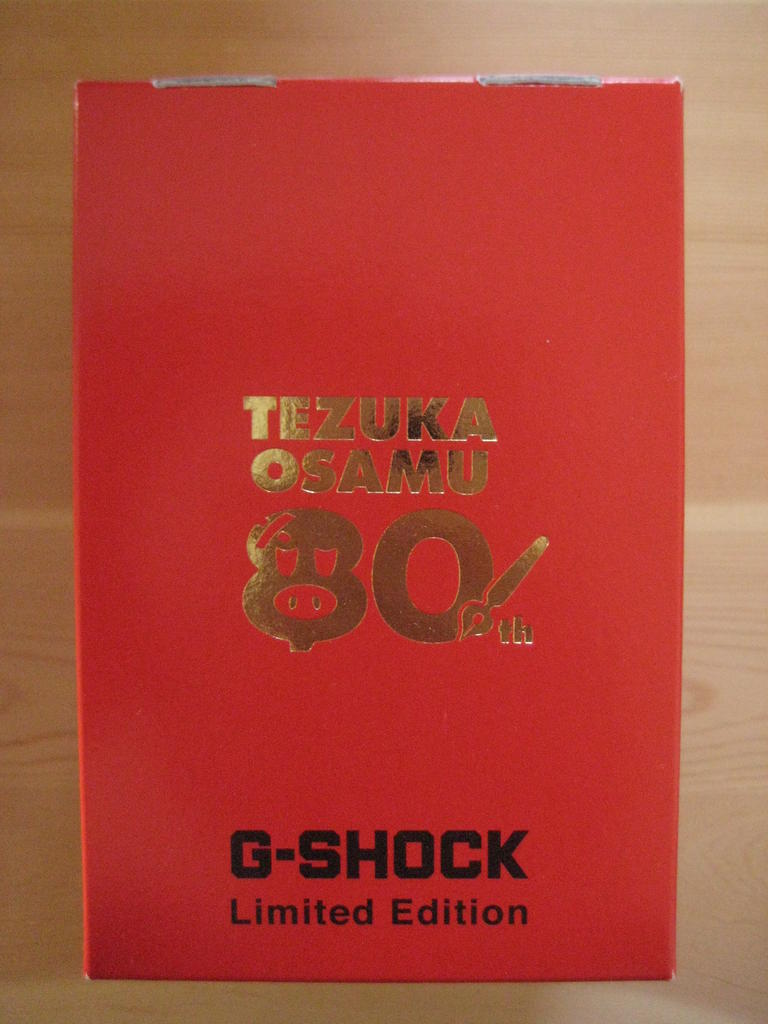 TEZUKA
OSAMU
80th
G-SHOCK
Limited Edition